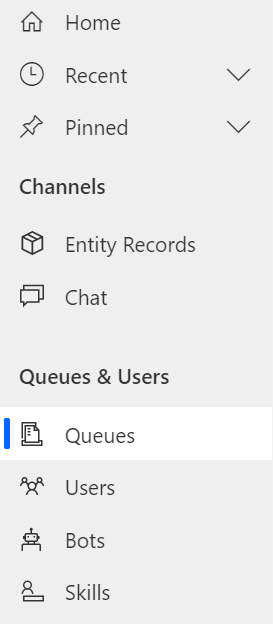 Home
Recent
Pinned
Channels
Entity Records
Chat
Queues & Users
Queues
Users
Bots
Skills